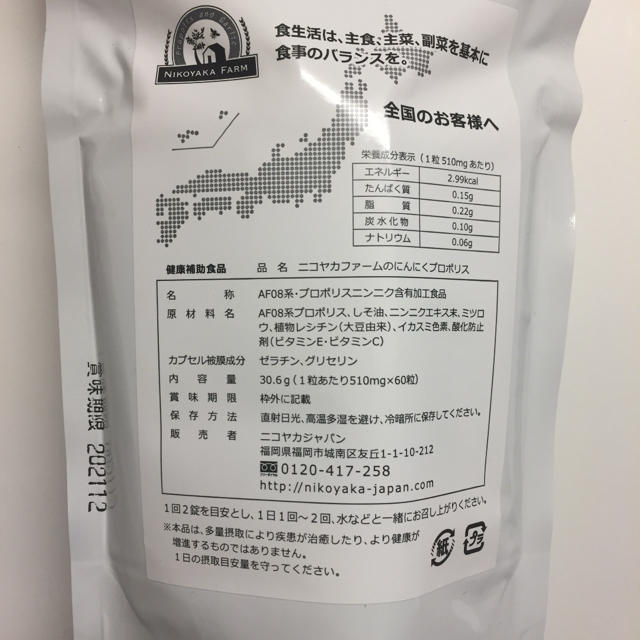 Products and Garden
NIKOYAKA FARM
食生活は、主食、主菜、副菜を基本に
食事のバランスを。
全国のお客様へ
栄養成分表示(1粒510mgあたり)
エネルギー 2.99kcal
たんぱく質 0.15g
脂 質 0.22g
炭水化物 0.10g
ナトリウム 0.06g
健康補助食品 品 名 ニコヤカファームのにんにくプロポリス
名 称 AF08系・プロポリスニンニク含有加工食品
原 材 料 名 AF08系プロポリス、しそ油、ニンニクエキス末、ミツロ
ウ、植物レシチン(大豆由来)、イカスミ色素、酸化防止
剤(ビタミンE・ビタミンC)
カプセル被膜成分 ゼラチン、グリセリン
内 容 量 30.6g(1粒あたり510mg×60粒)
賞 味 期 限 枠外に記載
保 存 方 法 直射日光、高温多湿を避け、冷暗所に保存してください。
販 売 者 ニコヤカジャパン
福岡県福岡市城南区友丘1-1-10-212
0120-417-258
http://nikoyaka-japan.com
1回2錠を目安とし、1日1回~2回、水などと一緒にお召し上がりください。
※本品は、多量摂取により疾患が治癒したり、より健康が
増進するものではありません。
1日の摂取目安量を守ってください。
紙
プラ
賞味期限 202112